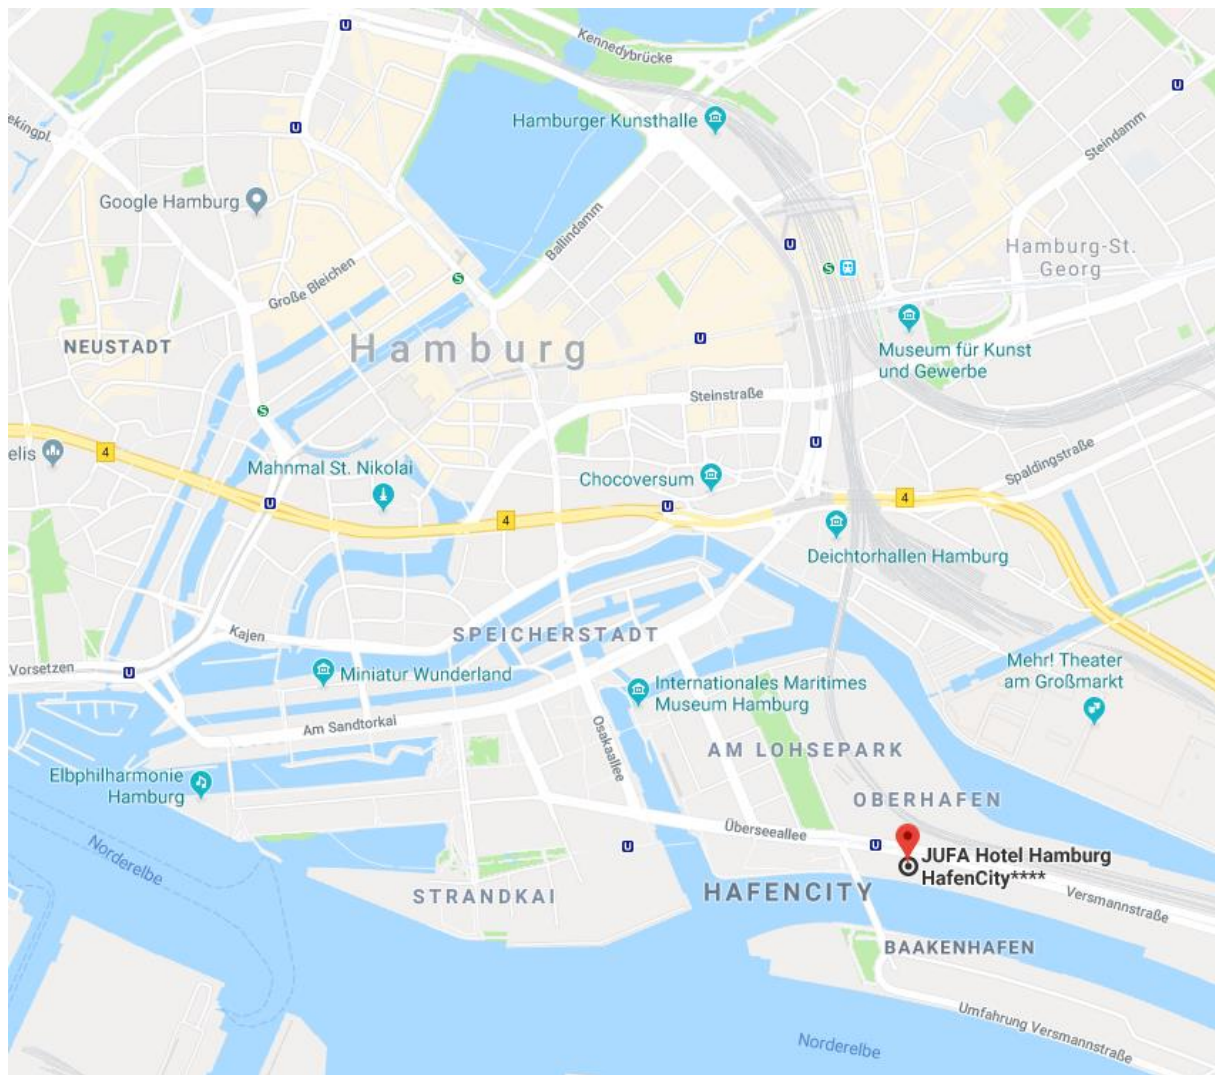 Kennedybrücke
Hamburger Kunsthalle
ekingpl.
Steindamm
Google Hamburg
Ballindamm
Hamburg-St.
Georg
Große Bleichen
NEUSTADT
Hamburg
Museum für Kunst
und Gewerbe
Steinstraße
elis
4
Mahnmal St. Nikolai
Chocoversum
Spaldingstraße
4
4
Deichtorhallen Hamburg
Kajen
SPEICHERSTADT
Vorsetzen
Miniatur Wunderland
Internationales Maritimes
Museum Hamburg
Mehr! Theater
am Großmarkt
Am Sandtorkai
Osakaallee
AM LOHSEPARK
Elbphilharmonie
Hamburg
OBERHAFEN
Überseeallee
Norderelbe
JUFA Hotel Hamburg
HafenCity****
STRANDKAI
HAFENCITY
Versmannstraße
BAAKENHAFEN
Umfahrung Versmannstraße
Norderelbe
U
U
U
U
S
S
U
S
U
U
U
U
U
U